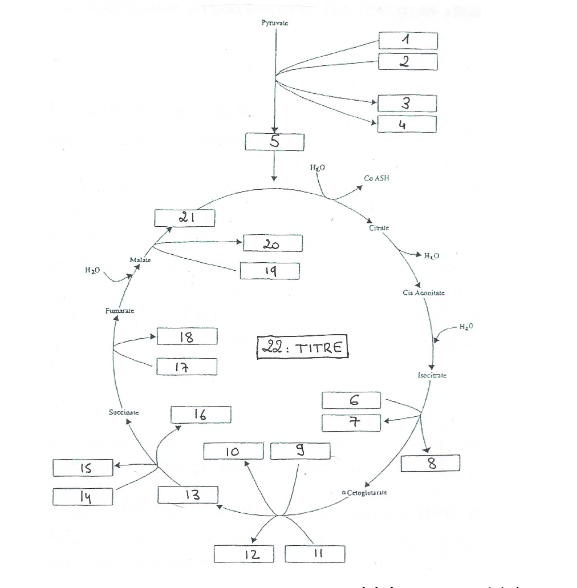 Pyruvate
1
2
3
4
5
H₂O
Co ASH
21
Citrate
20
H₂O
Malate
19
H₂O
Cis Aconitate
Fumarate
18
H₂O
22: TITRE
17
Isocitrate
6
16
Succinate
7
10
9
8
15
14
13
α Cetoglutarate
12
11